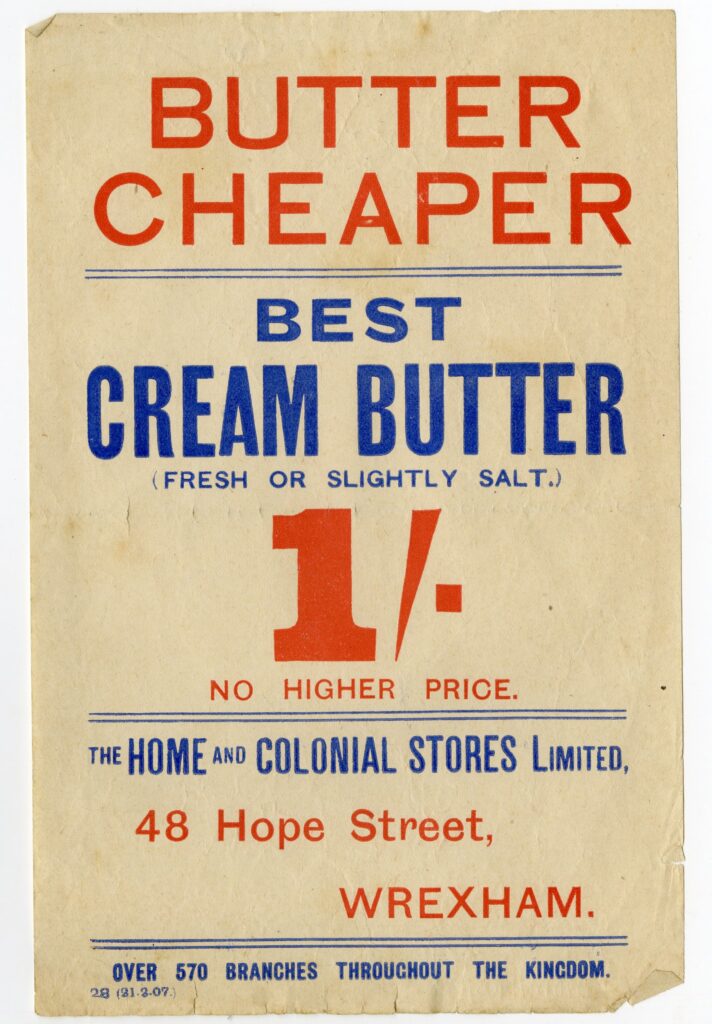 BUTTER
CHEAPER
BEST
CREAM BUTTER
(FRESH OR SLIGHTLY SALT.)
1/-
NO HIGHER PRICE.
THE HOME AND COLONIAL STORES LIMITED,
48 Hope Street,
WREXHAM.
OVER 570 BRANCHES THROUGHOUT THE KINGDOM.
28 (21-2-07.)